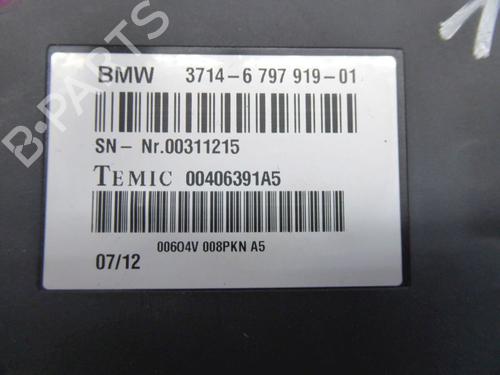 BMW 3714-6 797 919-01
SN- Nr.00311215
TEMIC 00406391A5
00604V 008PKN A5
07/12
B-PARTS